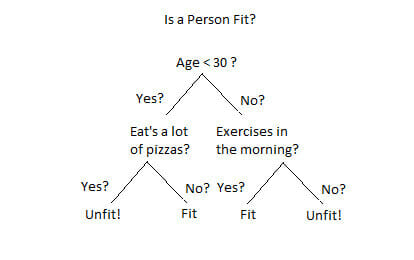 Is a Person Fit?
Age < 30 ?
Yes? No?
Eat's a lot
of pizzas?
Exercises in
the morning?
Yes? No? Yes? No?
Unfit! Fit Fit Unfit!